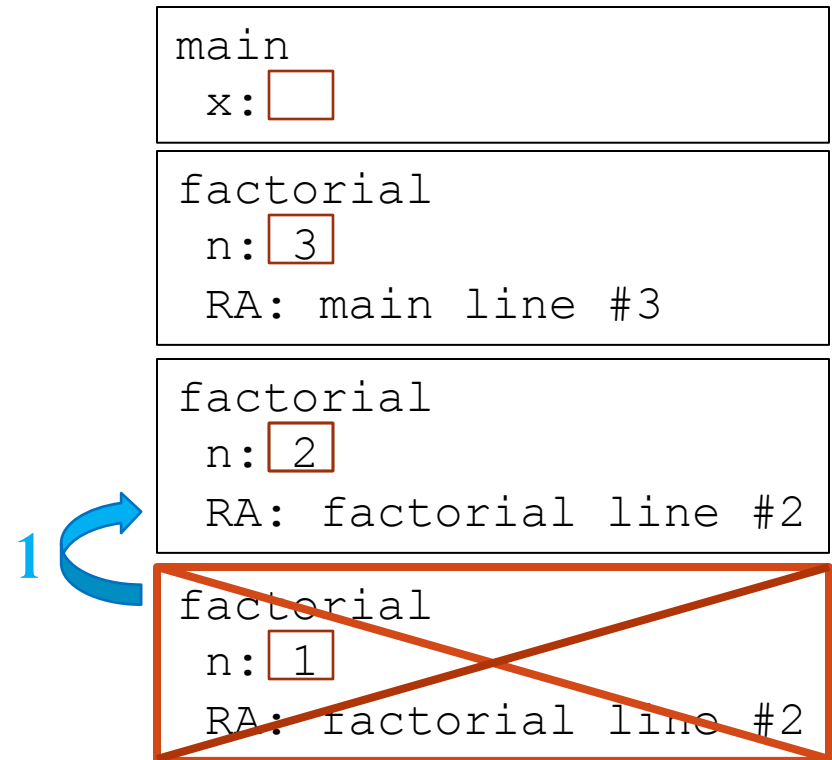 main
x:
factorial
n: 3
RA: main line #3
factorial
n: 2
RA: factorial line #2
1
factorial
n: 1
RA: factorial line #2